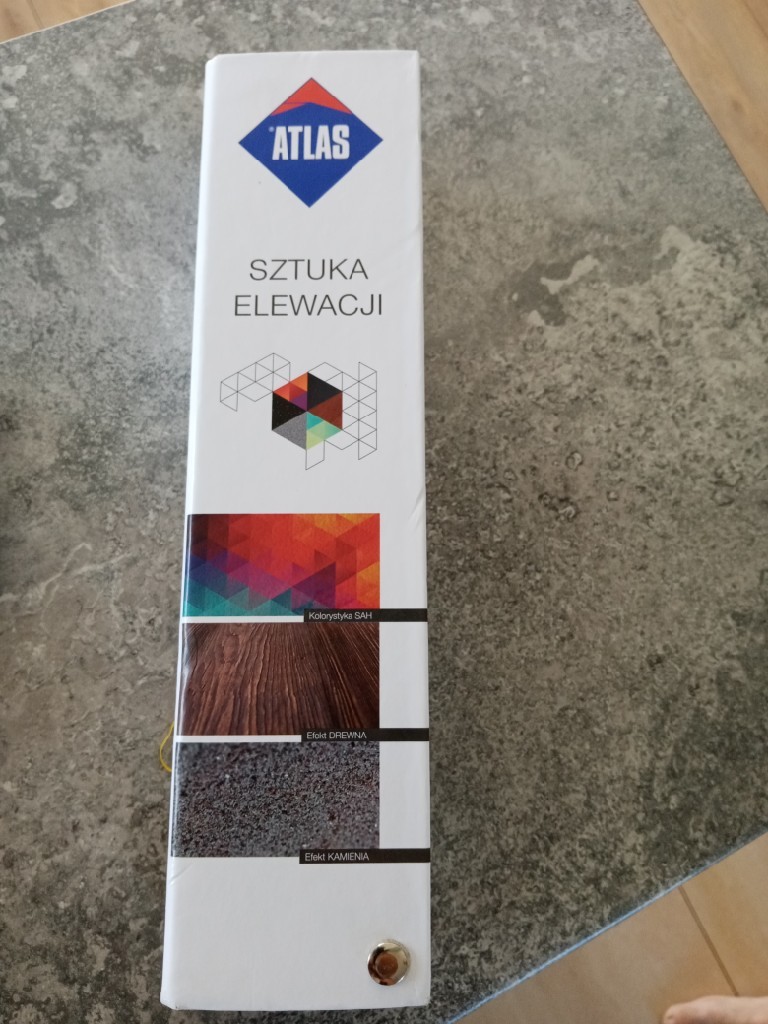 ®ATLAS
SZTUKA
ELEWACJI
Kolorystyka SAH
Efekt DREWNA
Efekt KAMIENIA